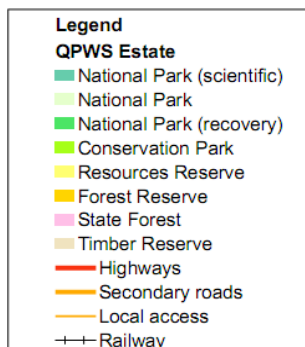 Legend
QPWS Estate
National Park (scientific)
National Park
National Park (recovery)
Conservation Park
Resources Reserve
Forest Reserve
State Forest
Timber Reserve
Highways
Secondary roads
Local access
Railway